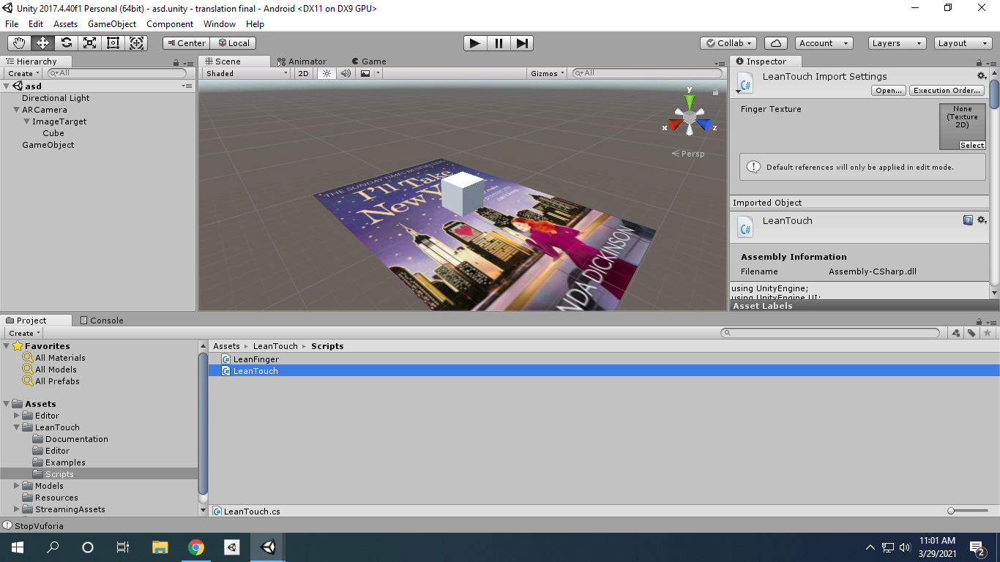 Unity 2017.4.40f1 Personal (64bit) - asd.unity - translation final - Android <DX11 on DX9 GPU>
File Edit Assets GameObject Component Window Help
Center Local Collab Account Layers Layout
Hierarchy
Create All
asd
Directional Light
ARCamera
ImageTarget
Cube
GameObject
Scene Animator Game
Shaded 2D Gizmos All
y
x z
Persp
THE SUNDAY TIMES BESTSELLER
I'll Take
New Y
NDA DICKINSON
Inspector
LeanTouch Import Settings
Open... Execution Order...
Finger Texture
None
(Texture
2D)
Select
Default references will only be applied in edit mode.
Imported Object
LeanTouch
Assembly Information
Filename Assembly-CSharp.dll
using UnityEngine;
using UnityEngine.UI;
Asset Labels
Project Console
Create
Favorites
All Materials
All Models
All Prefabs
Assets
Editor
LeanTouch
Documentation
Editor
Examples
Scripts
Models
Resources
StreamingAssets
Assets LeanTouch Scripts
LeanFinger
LeanTouch
LeanTouch.cs
StopVuforia
11:01 AM
3/29/2021
2